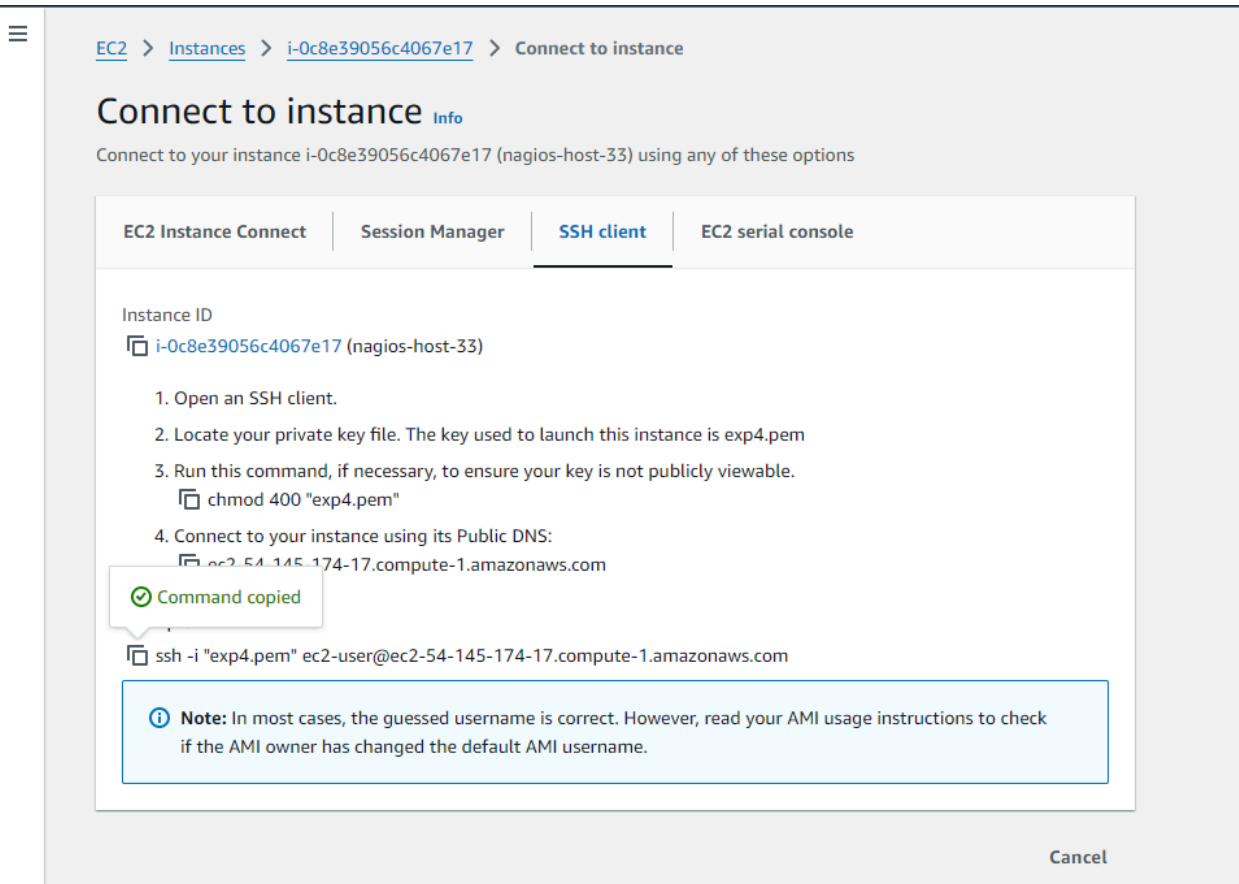 EC2 > Instances > i-0c8e39056c4067e17 > Connect to instance
Connect to instance Info
Connect to your instance i-0c8e39056c4067e17 (nagios-host-33) using any of these options
EC2 Instance Connect Session Manager SSH client EC2 serial console
Instance ID
i-0c8e39056c4067e17 (nagios-host-33)
1. Open an SSH client.
2. Locate your private key file. The key used to launch this instance is exp4.pem
3. Run this command, if necessary, to ensure your key is not publicly viewable.
chmod 400 "exp4.pem"
4. Connect to your instance using its Public DNS:
ec2-54-145-174-17.compute-1.amazonaws.com
Command copied
ssh -i "exp4.pem" ec2-user@ec2-54-145-174-17.compute-1.amazonaws.com
Note: In most cases, the guessed username is correct. However, read your AMI usage instructions to check
if the AMI owner has changed the default AMI username.
Cancel